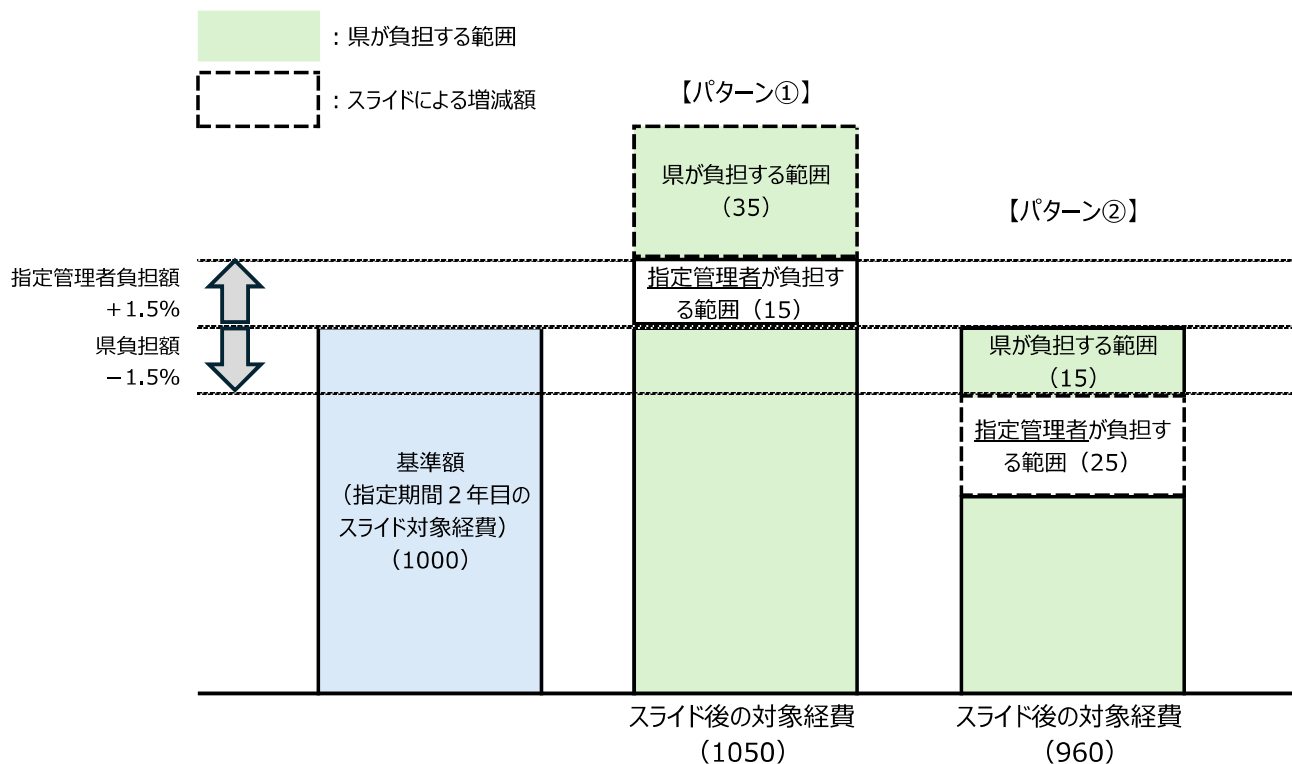 ：県が負担する範囲
：スライドによる増減額
【パターン①】
県が負担する範囲
（35）
【パターン②】
指定管理者負担額
＋1.5%
指定管理者が負担す
る範囲（15）
県負担額
－1.5%
県が負担する範囲
（15）
指定管理者が負担す
る範囲（25）
基準額
（指定期間２年目の
スライド対象経費）
（1000）
スライド後の対象経費
（1050）
スライド後の対象経費
（960）